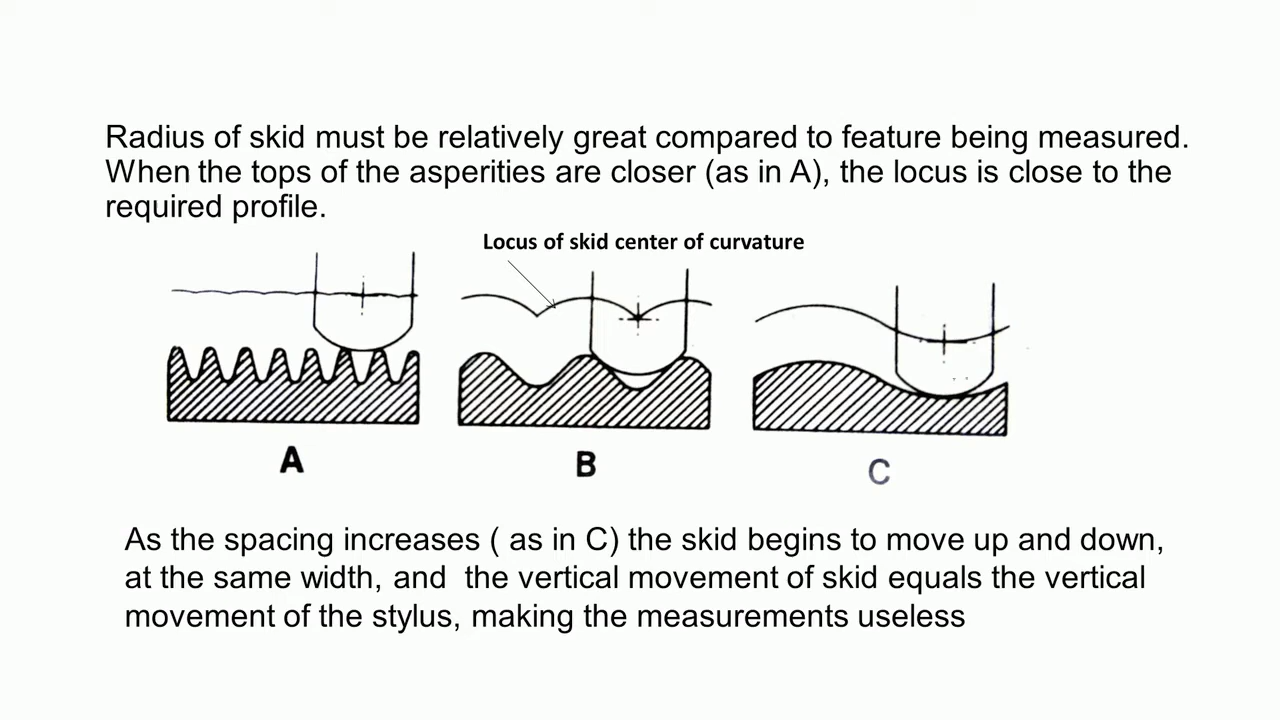 Radius of skid must be relatively great compared to feature being measured.
When the tops of the asperities are closer (as in A), the locus is close to the
required profile.
Locus of skid center of curvature
A
B
C
As the spacing increases ( as in C) the skid begins to move up and down,
at the same width, and  the vertical movement of skid equals the vertical
movement of the stylus, making the measurements useless